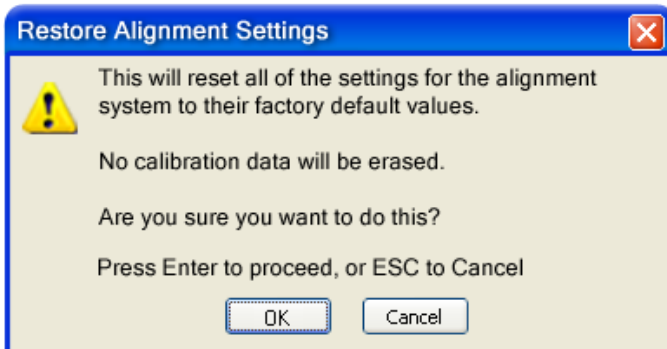 Restore Alignment Settings
This will reset all of the settings for the alignment
system to their factory default values.
No calibration data will be erased.
Are you sure you want to do this?
Press Enter to proceed, or ESC to Cancel
OK Cancel